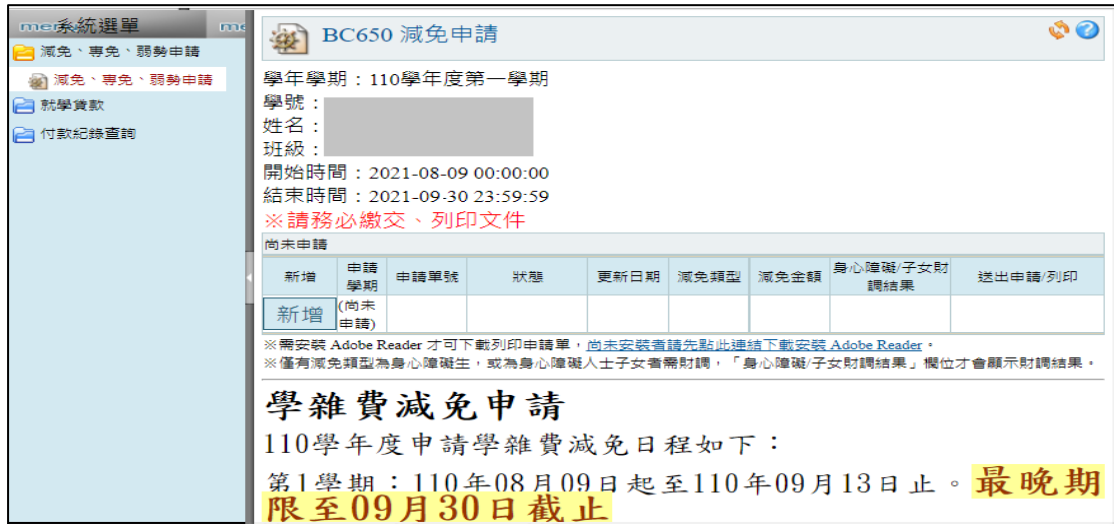 系統選單
減免、專免、弱勢申請
減免、專免、弱勢申請
就學貸款
付款紀錄查詢
BC650 減免申請
學年學期：110學年度第一學期
學號：
姓名：
班級：
開始時間：2021-08-09 00:00:00
結束時間：2021-09-30 23:59:59
※請務必繳交、列印文件
尚未申請
新增 申請學期 申請單號 狀態 更新日期 減免類型 減免金額 身心障礙/子女財調結果 送出申請/列印
新增 (尚未申請)
※需安裝 Adobe Reader 才可下載列印申請單，尚未安裝者請先點此連結下載安裝 Adobe Reader。
※僅有減免類型為身心障礙生，或為身心障礙人士子女者需財調，「身心障礙/子女財調結果」欄位才會顯示財調結果。
學雜費減免申請
110學年度申請學雜費減免日程如下：
第1學期：110年08月09日起至110年09月13日止。最晚期
限至09月30日截止